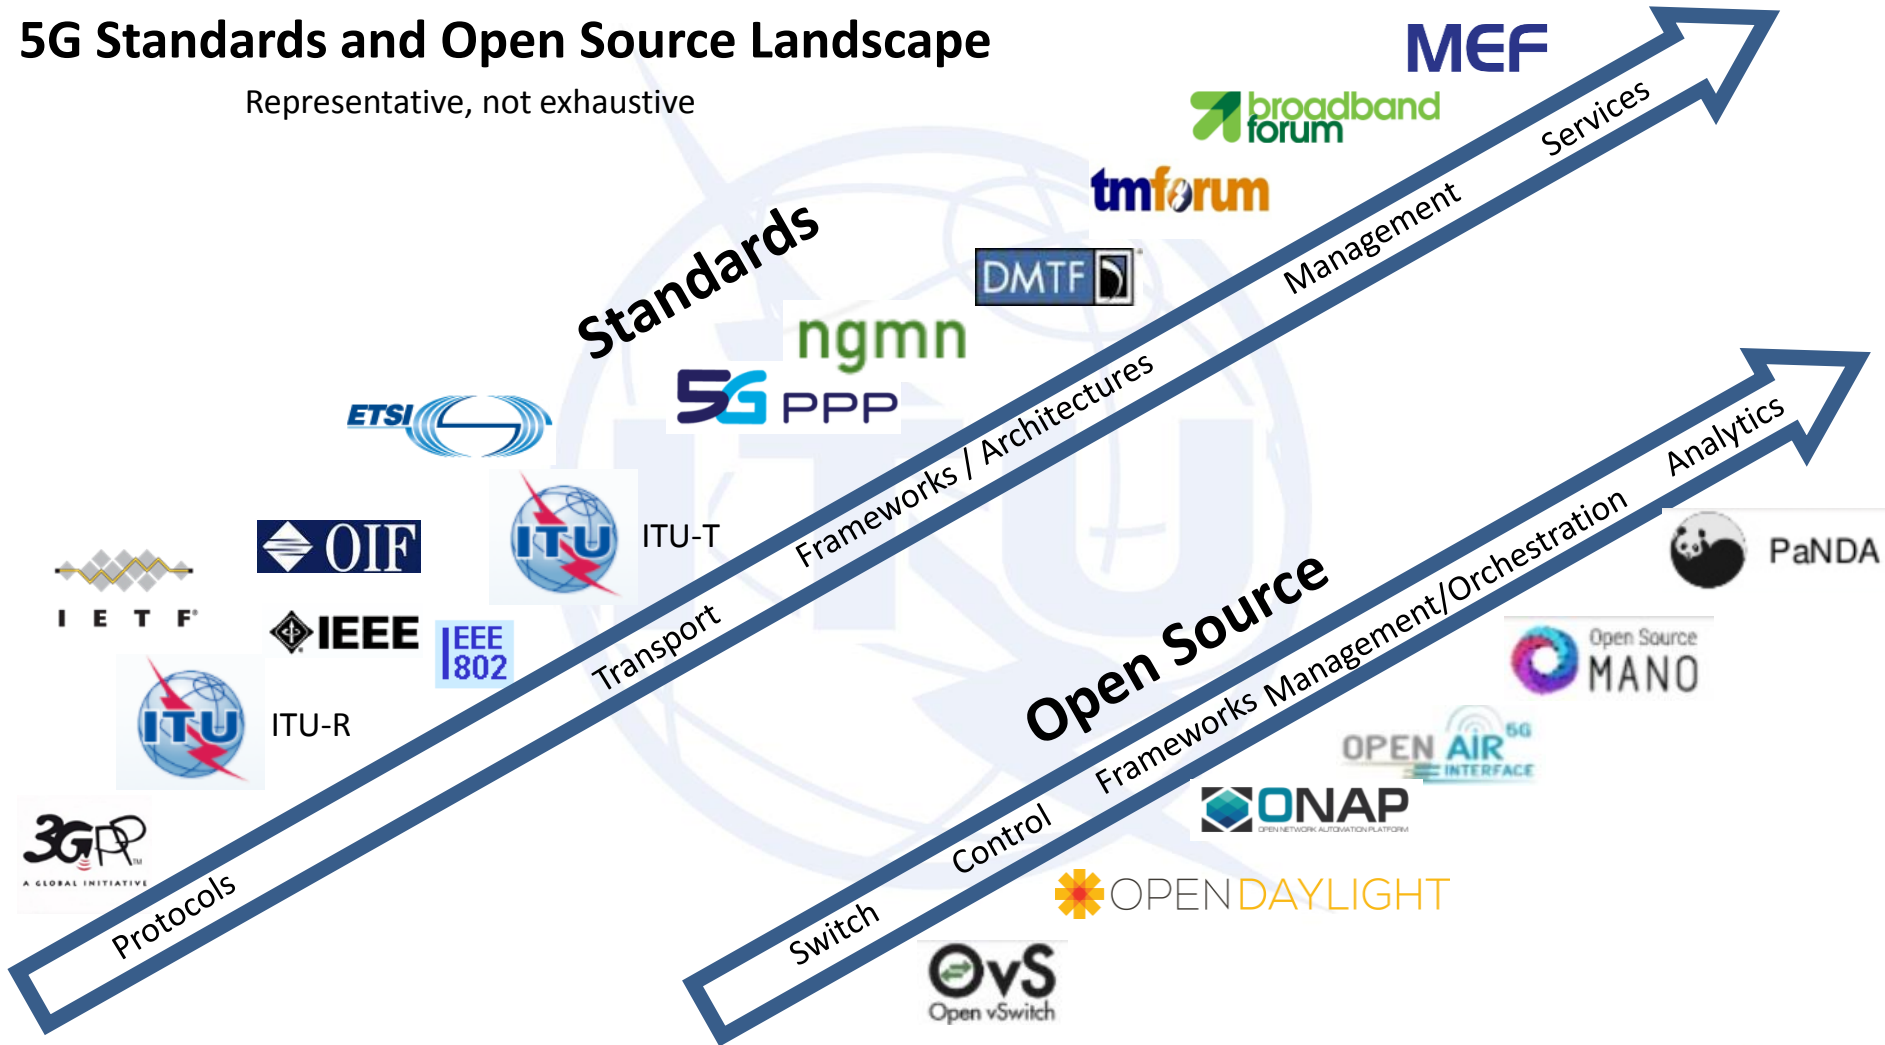 5G Standards and Open Source Landscape
Representative, not exhaustive
MEF
broadband
forum
Services
tmforum
Management
Standards
DMTF
ngmn
5G PPP
Frameworks / Architectures
ETSI
ITU
ITU-T
OIF
IETF
IEEE
IEEE
802
Transport
ITU
ITU-R
3GPP
TM
A GLOBAL INITIATIVE
Protocols
ITU
Analytics
PaNDA
Open Source
Management/Orchestration
Open Source
MANO
Frameworks
OPEN AIR 5G
INTERFACE
ONAP
OPEN NETWORK AUTOMATION PLATFORM
Control
OPENDAYLIGHT
Switch
OvS
Open vSwitch